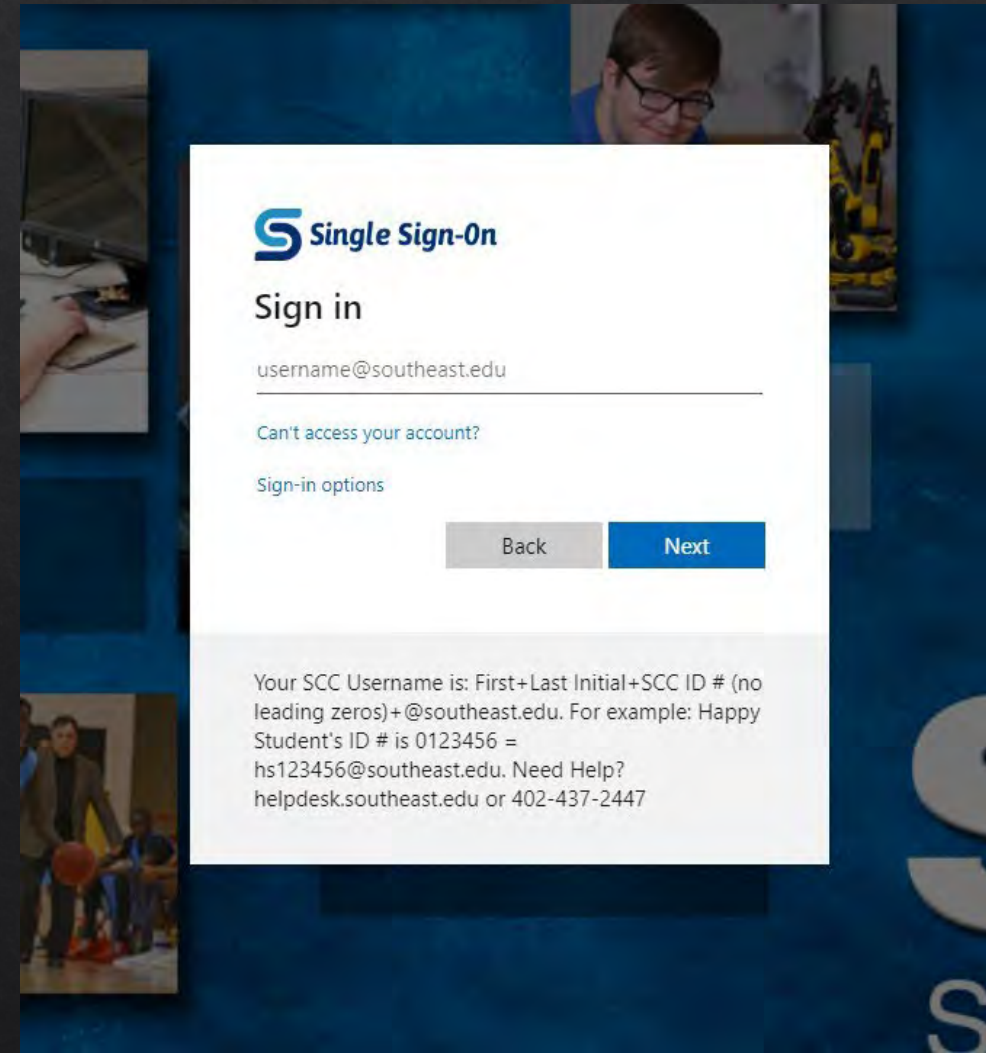 Single Sign-On
Sign in
username@southeast.edu
Can't access your account?
Sign-in options
Back
Next
Your SCC Username is: First+Last Initial+SCC ID # (no
leading zeros)+@southeast.edu. For example: Happy
Student's ID # is 0123456 =
hs123456@southeast.edu. Need Help?
helpdesk.southeast.edu or 402-437-2447